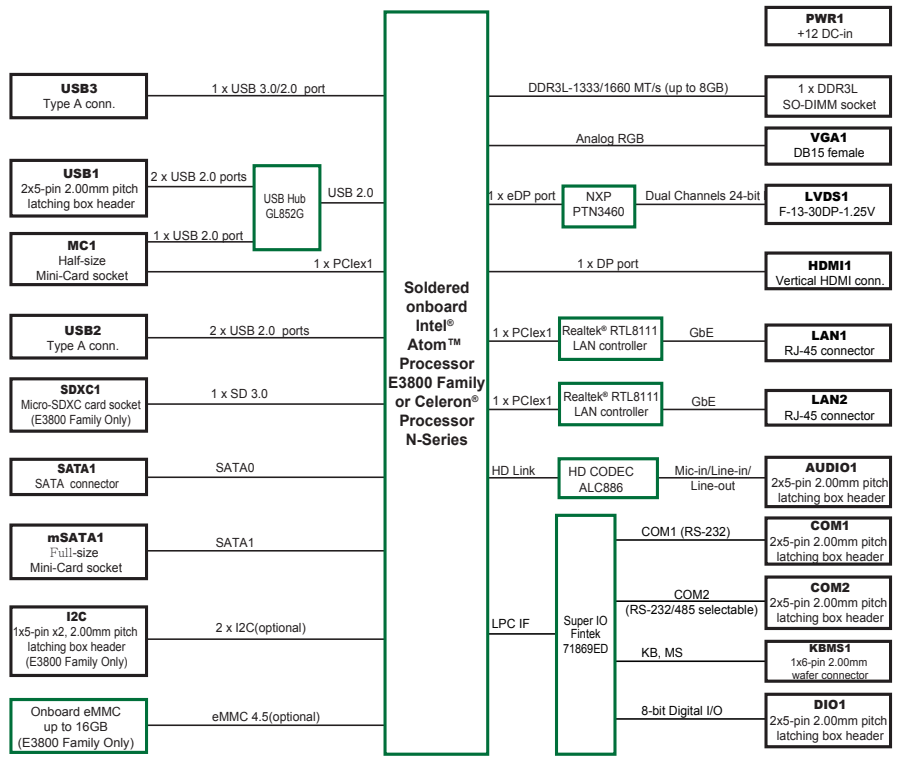 PWR1
+12 DC-in
USB3
Type A conn.
1 x USB 3.0/2.0 port
DDR3L-1333/1660 MT/s (up to 8GB)
1 x DDR3L
SO-DIMM socket
Analog RGB
VGA1
DB15 female
USB1
2x5-pin 2.00mm pitch
latching box header
2 x USB 2.0 ports
USB Hub
GL852G
USB 2.0
1 x eDP port
NXP
PTN3460
Dual Channels 24-bit
LVDS1
F-13-30DP-1.25V
1 x USB 2.0 port
MC1
Half-size
Mini-Card socket
1 x PCIex1
1 x DP port
HDMI1
Vertical HDMI conn.
Soldered
onboard
Intel®
Atom™
Processor
E3800 Family
or Celeron®
Processor
N-Series
USB2
Type A conn.
2 x USB 2.0 ports
1 x PCIex1
Realtek® RTL8111
LAN controller
GbE
LAN1
RJ-45 connector
SDXC1
Micro-SDXC card socket
(E3800 Family Only)
1 x SD 3.0
1 x PCIex1
Realtek® RTL8111
LAN controller
GbE
LAN2
RJ-45 connector
SATA1
SATA connector
SATA0
HD Link
HD CODEC
ALC886
Mic-in/Line-in/
Line-out
AUDIO1
2x5-pin 2.00mm pitch
latching box header
mSATA1
Full-size
Mini-Card socket
SATA1
COM1 (RS-232)
COM1
2x5-pin 2.00mm pitch
latching box header
I2C
1x5-pin x2, 2.00mm pitch
latching box header
(E3800 Family Only)
2 x I2C(optional)
LPC IF
Super IO
Fintek
71869ED
COM2
(RS-232/485 selectable)
COM2
2x5-pin 2.00mm pitch
latching box header
KB, MS
KBMS1
1x6-pin 2.00mm
wafer connector
Onboard eMMC
up to 16GB
(E3800 Family Only)
eMMC 4.5(optional)
8-bit Digital I/O
DIO1
2x5-pin 2.00mm pitch
latching box header